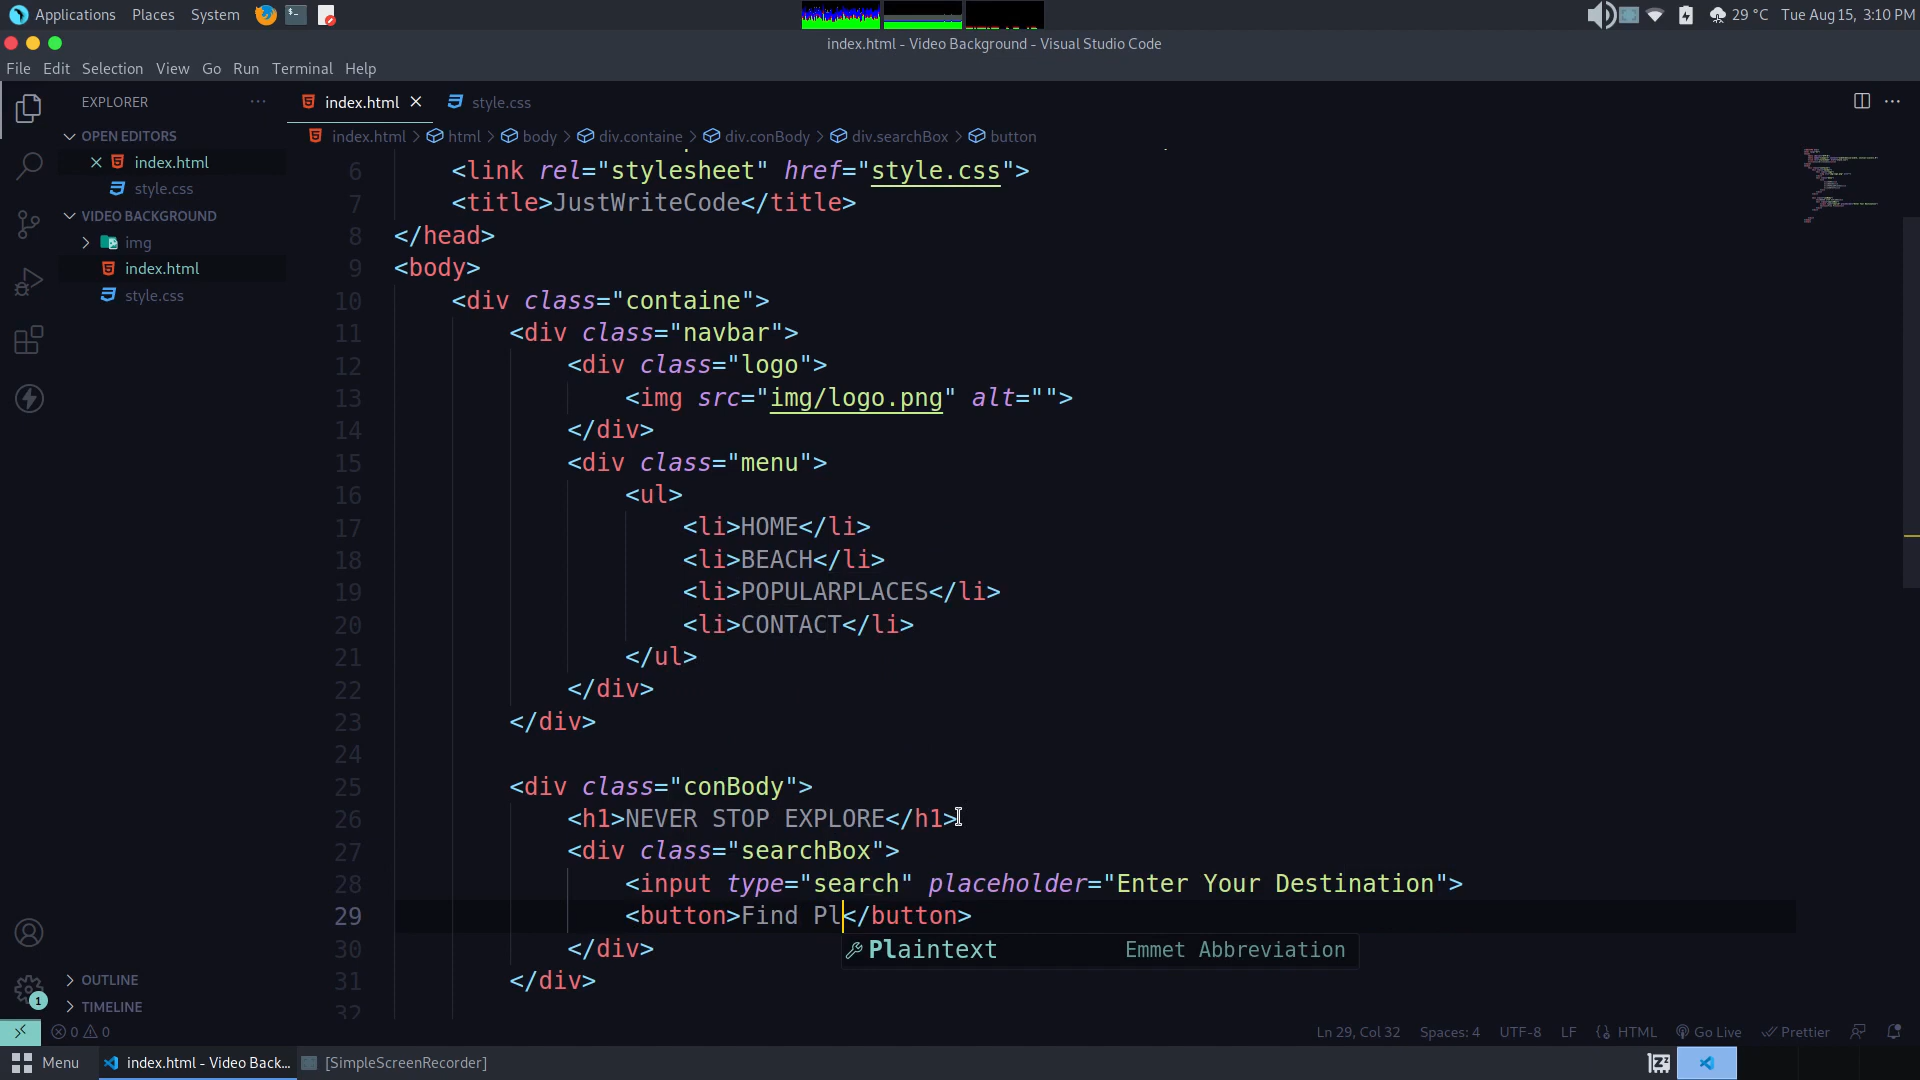 Applications Places System 29 °C Tue Aug 15, 3:10 PM
index.html - Video Background - Visual Studio Code
File Edit Selection View Go Run Terminal Help
EXPLORER
index.html
style.css
index.html html body div.containe div.conBody div.searchBox button
OPEN EDITORS
index.html
style.css
VIDEO BACKGROUND
img
index.html
style.css
6 <link rel="stylesheet" href="style.css">
7 <title>JustWriteCode</title>
8 </head>
9 <body>
10 <div class="containe">
11 <div class="navbar">
12 <div class="logo">
13 <img src="img/logo.png" alt="">
14 </div>
15 <div class="menu">
16 <ul>
17 <li>HOME</li>
18 <li>BEACH</li>
19 <li>POPULARPLACES</li>
20 <li>CONTACT</li>
21 </ul>
22 </div>
23 </div>
24
25 <div class="conBody">
26 <h1>NEVER STOP EXPLORE</h1>
27 <div class="searchBox">
28 <input type="search" placeholder="Enter Your Destination">
29 <button>Find Pl</button>
Plaintext Emmet Abbreviation
30 </div>
31 </div>
32
OUTLINE
TIMELINE
1
0 0 Ln 29, Col 32 Spaces: 4 UTF-8 LF HTML Go Live Prettier
Menu index.html - Video Back... [SimpleScreenRecorder]